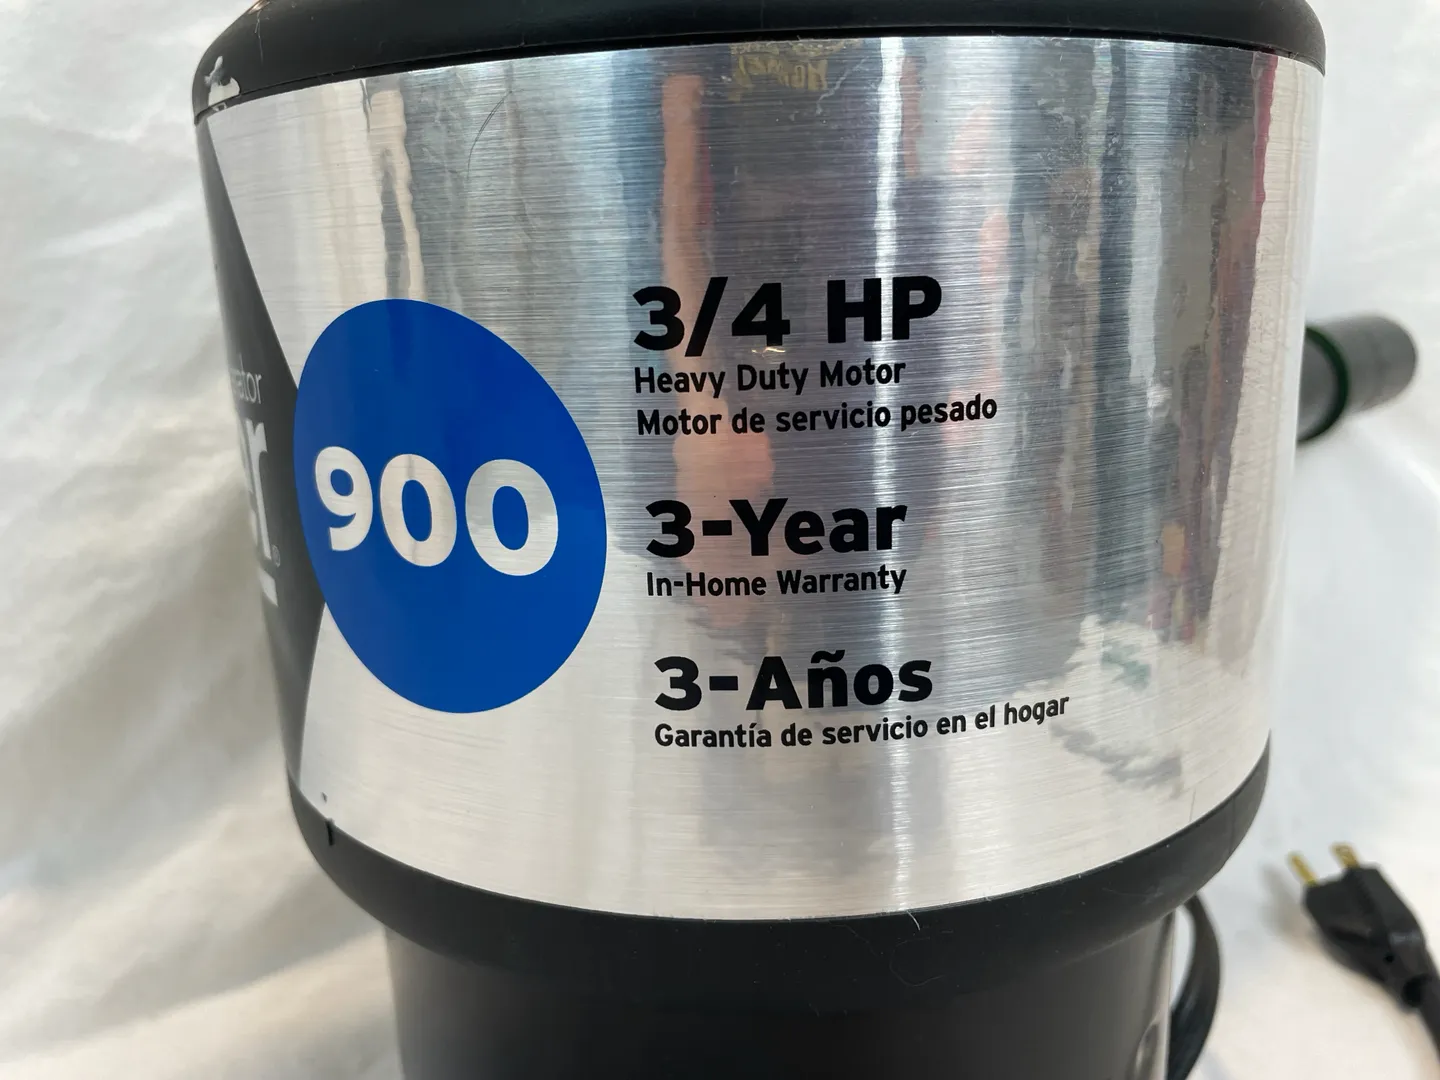 900
3/4 HP
Heavy Duty Motor
Motor de servicio pesado
3-Year
In-Home Warranty
3-Años
Garantía de servicio en el hogar